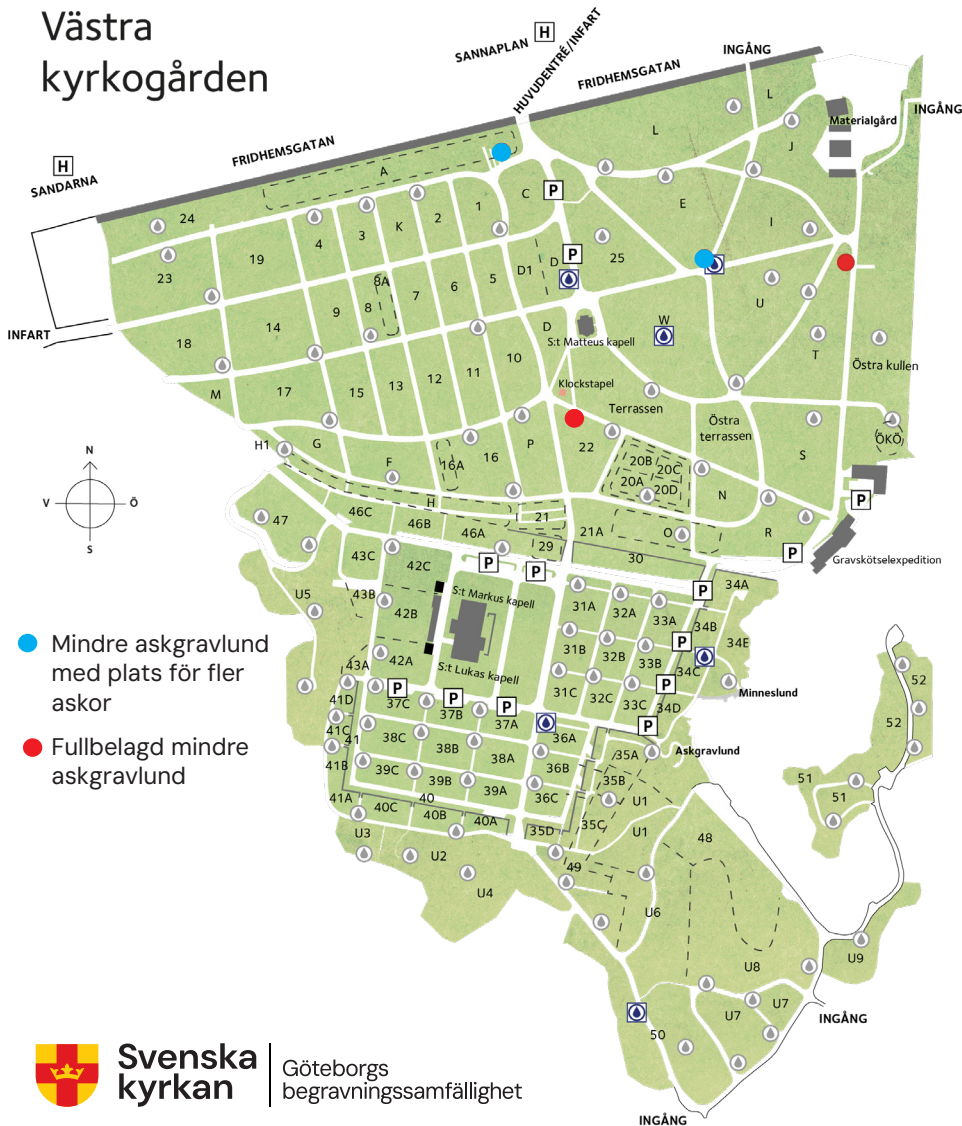 Västra
kyrkogården
SANNAPLAN H
HUVUDENTRÉ/INFART
FRIDHEMSGATAN
INGÅNG
INGÅNG
L
L
Materialgård
J
H
SANDARNA
FRIDHEMSGATAN
A
24
4
3
K
2
1
C
P
E
I
23
19
D1
D
P
25
8A
9
8
7
6
5
U
INFART
18
14
D
W
S:t Matteus kapell
T
Östra kullen
M
17
15
13
12
11
10
Klockstapel
Terrassen
Östra
terrassen
ÖKÖ
H1
G
F
16A
16
P
22
20B
20C
20A
20D
N
S
P
N
V
Ö
S
H
21
47
46C
46B
46A
21A
O
R
29
30
P
Gravskötselexpedition
43C
42C
P
P
34A
U5
43B
42B
S:t Markus kapell
31A
32A
33A
P
34B
31B
32B
33B
P
34E
34C
Mindre askgravlund
med plats för fler
askor
43A
42A
S:t Lukas kapell
31C
32C
33C
P
34D
Minneslund
41D
37C
P
37B
P
37A
P
P
52
52
Fullbelagd mindre
askgravlund
41C
41
38C
38B
38A
36A
35A
Askgravlund
41B
39C
39B
39A
36B
35B
51
51
41A
40C
40
40B
40A
36C
35D
35C
U1
U1
48
U3
U2
U4
49
U6
U8
U9
U7
U7
50
INGÅNG
INGÅNG
Svenska
kyrkan
Göteborgs
begravningssamfällighet